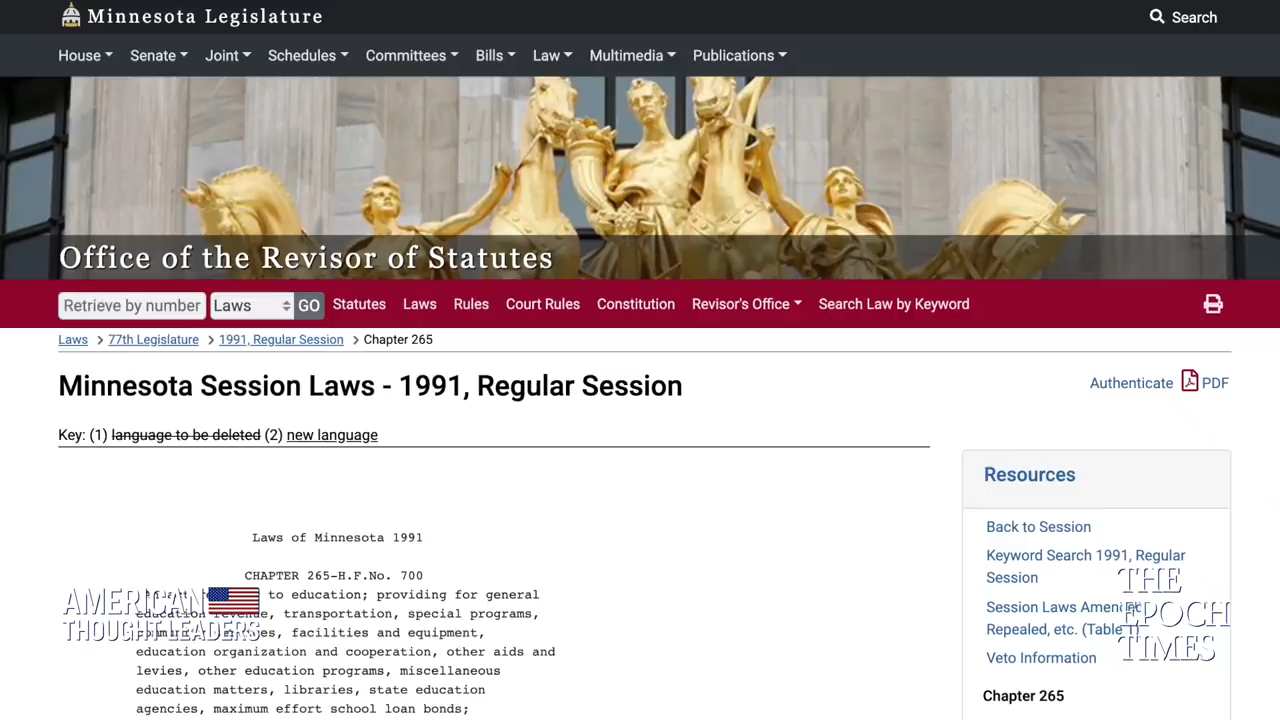 Minnesota Legislature
Search
House Senate Joint Schedules Committees Bills Law Multimedia Publications
Office of the Revisor of Statutes
Retrieve by number Laws GO Statutes Laws Rules Court Rules Constitution Revisor's Office Search Law by Keyword
Laws > 77th Legislature > 1991, Regular Session > Chapter 265
Minnesota Session Laws - 1991, Regular Session
Authenticate PDF
Key: (1) language to be deleted (2) new language
Laws of Minnesota 1991
CHAPTER 265-H.F.No. 700
to education; providing for general
education revenue, transportation, special programs,
facilities and equipment,
education organization and cooperation, other aids and
levies, other education programs, miscellaneous
education matters, libraries, state education
agencies, maximum effort school loan bonds;
AMERICAN
THOUGHT LEADERS
Resources
Back to Session
Keyword Search 1991, Regular
Session
Session Laws Amended,
Repealed, etc. (Table 1)
Veto Information
Chapter 265
THE
EPOCH
TIMES